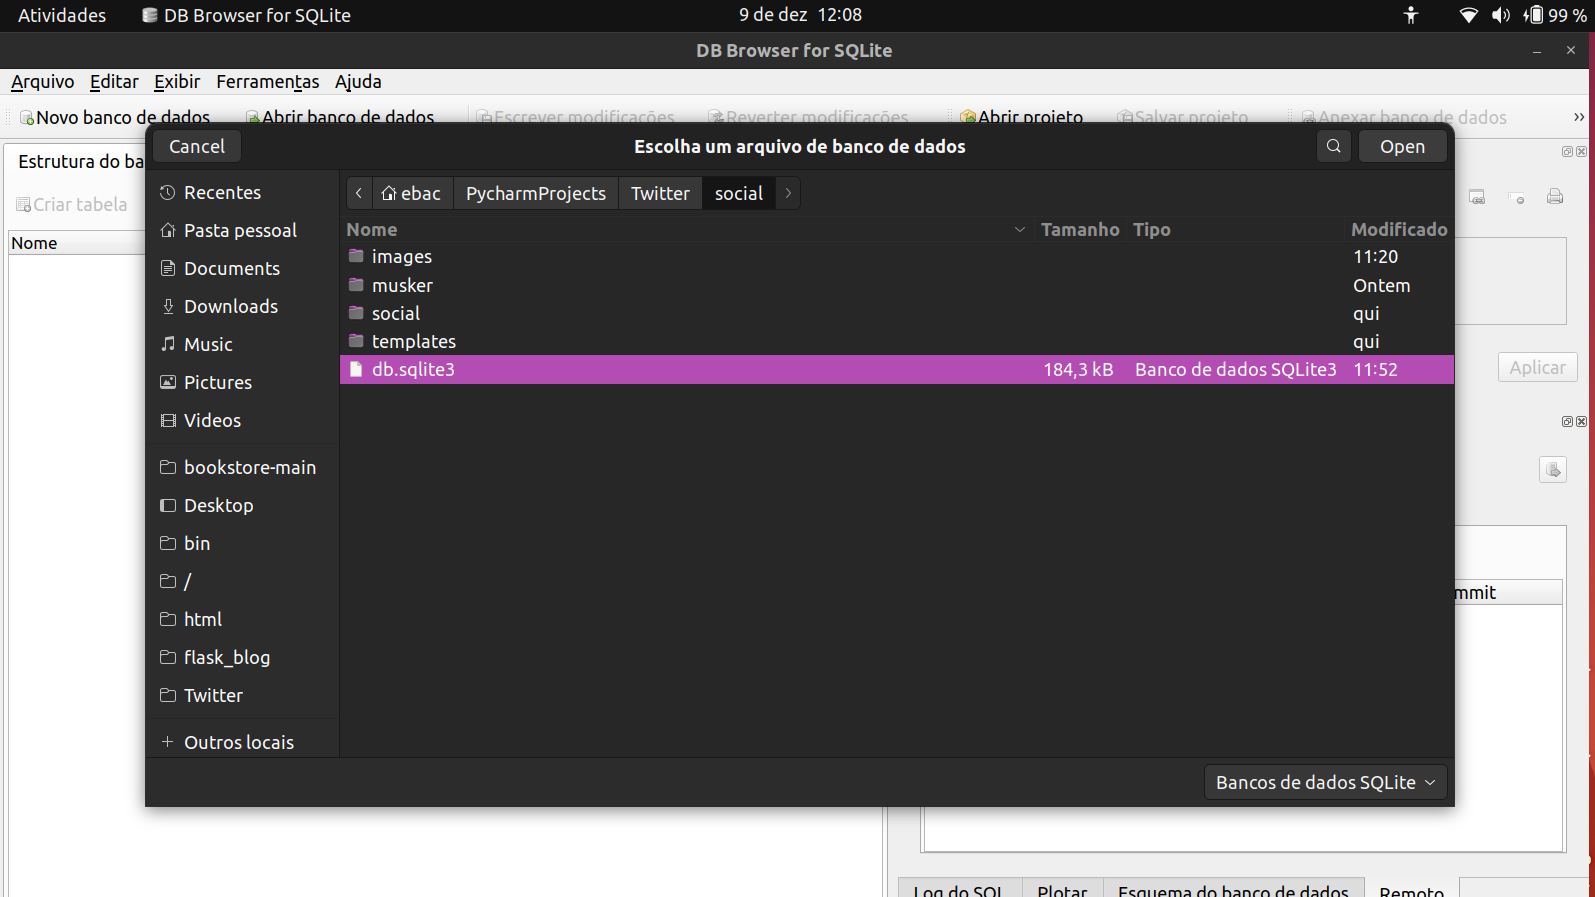 Atividades DB Browser for SQLite 9 de dez 12:08 99 %
DB Browser for SQLite
Arquivo Editar Exibir Ferramentas Ajuda
Novo banco de dados Abrir banco de dados Escrever modificações Reverter modificações Abrir projeto Salvar projeto Anexar banco de dados »
Estrutura do ba
Criar tabela
Nome
Cancel Escolha um arquivo de banco de dados Open
Recentes
Pasta pessoal
Documents
Downloads
Music
Pictures
Videos
bookstore-main
Desktop
bin
/
html
flask_blog
Twitter
+ Outros locais
ebac PycharmProjects Twitter social
Nome Tamanho Tipo Modificado
images 11:20
musker Ontem
social qui
templates qui
db.sqlite3 184,3 kB Banco de dados SQLite3 11:52
Bancos de dados SQLite
Aplicar
mmit
Log do SQL Plotar Esquema do banco de dados Remoto